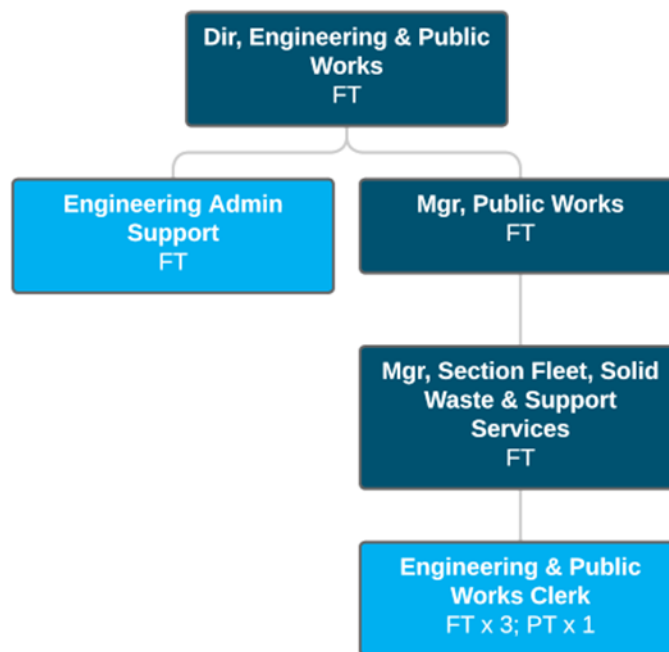 Dir, Engineering & Public
Works
FT
Engineering Admin
Support
FT
Mgr, Public Works
FT
Mgr, Section Fleet, Solid
Waste & Support
Services
FT
Engineering & Public
Works Clerk
FT x 3; PT x 1